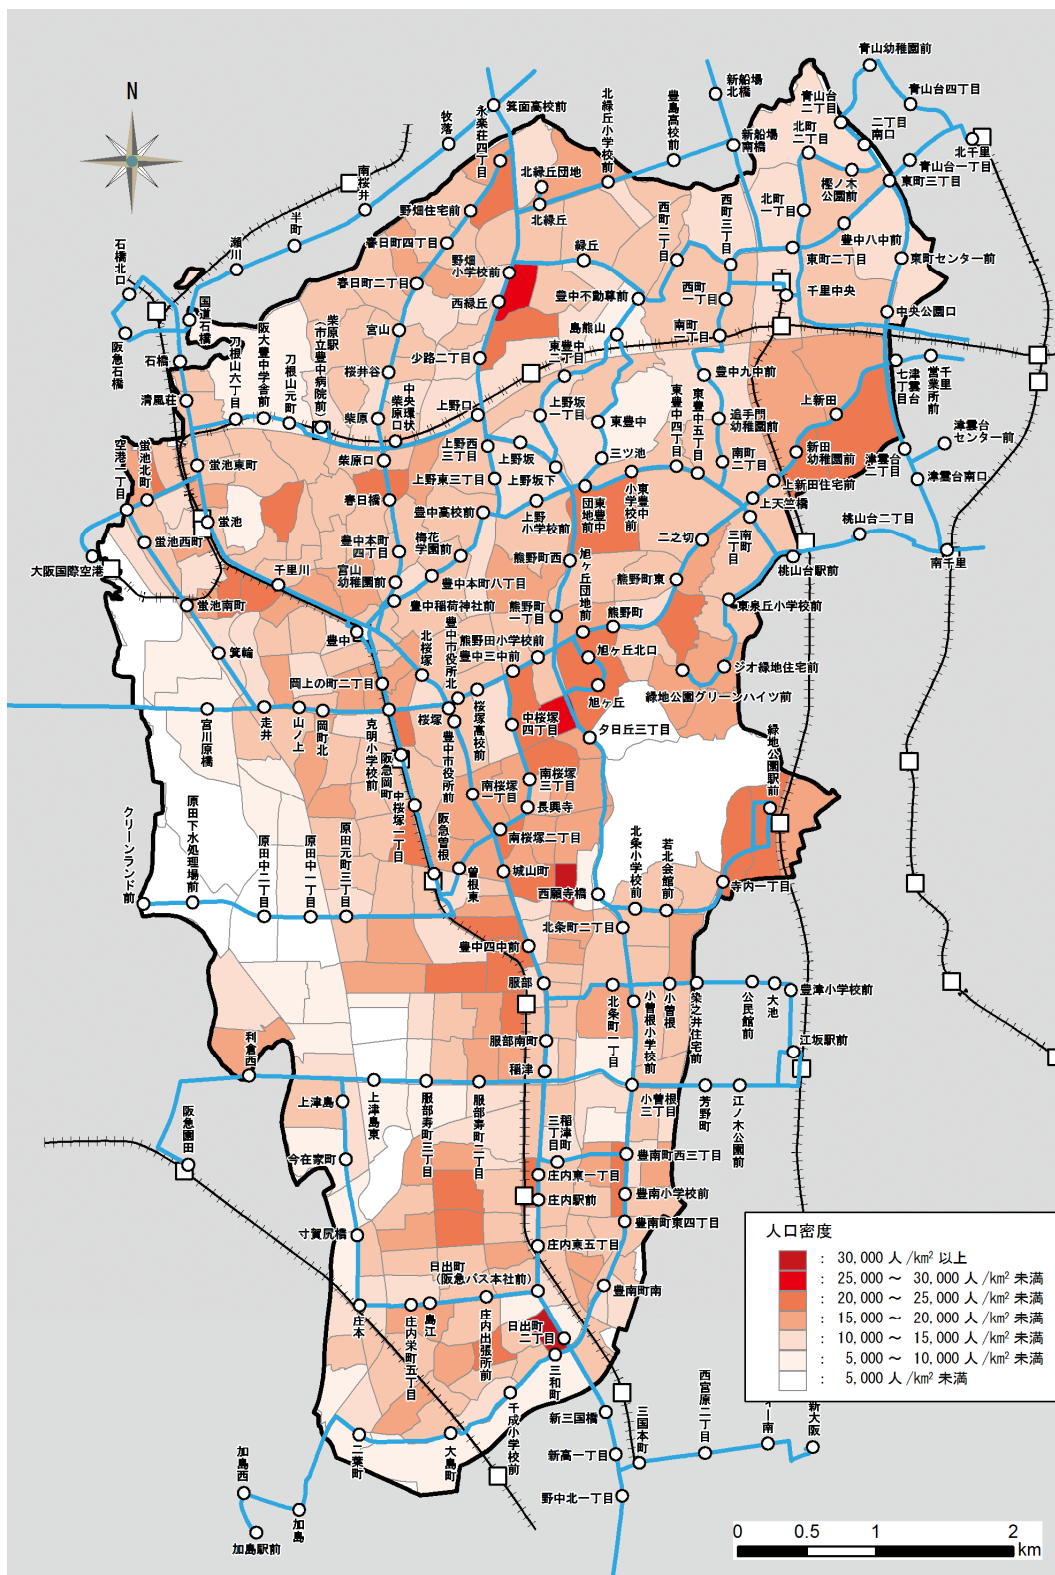 N
青山幼稚園前
箕面高校前
永楽荘四丁目
牧落
北緑丘小学校前
豊島高校前
新船場北橋
青山台二丁目
青山台四丁目
二丁目南口
北町二丁目
新船場南橋
北千里
青山台一丁目
南桜井
北緑丘団地
樫ノ木公園前
東町三丁目
半町
野畑住宅前
北緑丘
西町二丁目
西町三丁目
北町一丁目
瀬川
石橋北口
春日町四丁目
緑丘
豊中八中前
野畑小学校前
東町二丁目
東町センター前
春日町二丁目
西緑丘
豊中不動尊前
西町一丁目
千里中央
国道石橋
阪急石橋
石橋
刀根山六丁目
阪大豊中学舎前
刀根山元町
柴原駅(市立豊中病院前)
宮山
島熊山
南町一丁目
中央公園口
東豊中二丁目
少路二丁目
桜井谷
豊中九中前
津雲台七丁目
千里営業所前
清風荘
柴原
中央環状柴原口
上野口
上野坂一丁目
東豊中
東豊中四丁目
東豊中五丁目
追手門幼稚園前
上新田
津雲台センター前
空港一丁目
蛍池北町
蛍池東町
柴原口
上野西三丁目
上野坂
三ツ池
新田幼稚園前
津雲台二丁目
津雲台南口
南町二丁目
上新田住宅前
春日橋
上野東三丁目
上野坂下
東豊中団地前
東豊中小学校前
上天竺橋
蛍池
豊中高校前
上野小学校前
桃山台二丁目
蛍池西町
豊中本町四丁目
梅花学園前
二之切
三南丁目
大阪国際空港
熊野町西
桃山台駅前
南千里
千里川
宮山幼稚園前
豊中本町八丁目
旭ヶ丘団地前
熊野町東
蛍池南町
豊中稲荷神社前
熊野町一丁目
東泉丘小学校前
熊野町
豊中
北桜塚
豊中市役所北
熊野田小学校前
豊中三中前
旭ヶ丘北口
箕輪
ジオ緑地住宅前
岡上の町二丁目
旭ヶ丘
緑地公園グリーンハイツ前
宮川原橋
走井
山ノ上
岡町北
克明小学校前
桜塚
桜塚高校前
中桜塚四丁目
夕日丘三丁目
緑地公園駅前
阪急岡町
豊中市役所前
南桜塚一丁目
南桜塚三丁目
中桜塚一丁目
長興寺
クリーンランド前
原田下水処理場前
原田中二丁目
原田中一丁目
原田元町三丁目
阪急曽根
南桜塚二丁目
曽根東
城山町
北条小学校前
若北会館前
西願寺橋
寺内一丁目
北条町二丁目
豊中四中前
服部
北条町一丁目
小曽根小学校前
小曽根
染之井住宅前
公民館前
大池
豊津小学校前
利倉西
服部南町
江坂駅前
稲津
阪急園田
上津島
上津島東
服部寿町三丁目
服部寿町二丁目
小曽根三丁目
芳野町
江ノ木公園前
稲津町三丁目
今在家町
豊南町西三丁目
庄内東一丁目
庄内駅前
豊南小学校前
寸賀尻橋
豊南町東四丁目
庄内東五丁目
日出町(阪急バス本社前)
豊南町南
庄本
庄内栄町五丁目
島江
庄内出張所前
日出町二丁目
三和町
千成小学校前
新三国橋
三国本町
西宮原二丁目
ー南
新大阪
二葉町
大島町
新高一丁目
加島西
野中北一丁目
加島
加島駅前
人口密度
： 30,000 人/km² 以上
： 25,000 ～ 30,000 人/km² 未満
： 20,000 ～ 25,000 人/km² 未満
： 15,000 ～ 20,000 人/km² 未満
： 10,000 ～ 15,000 人/km² 未満
： 5,000 ～ 10,000 人/km² 未満
： 5,000 人/km² 未満
0 0.5 1 2
km